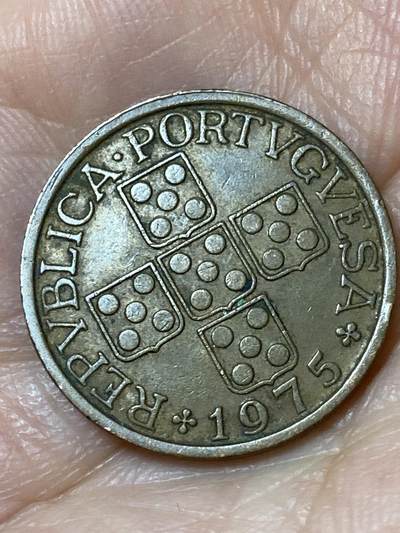 REPVBLICA · PORTVGVESA
* 1975 *